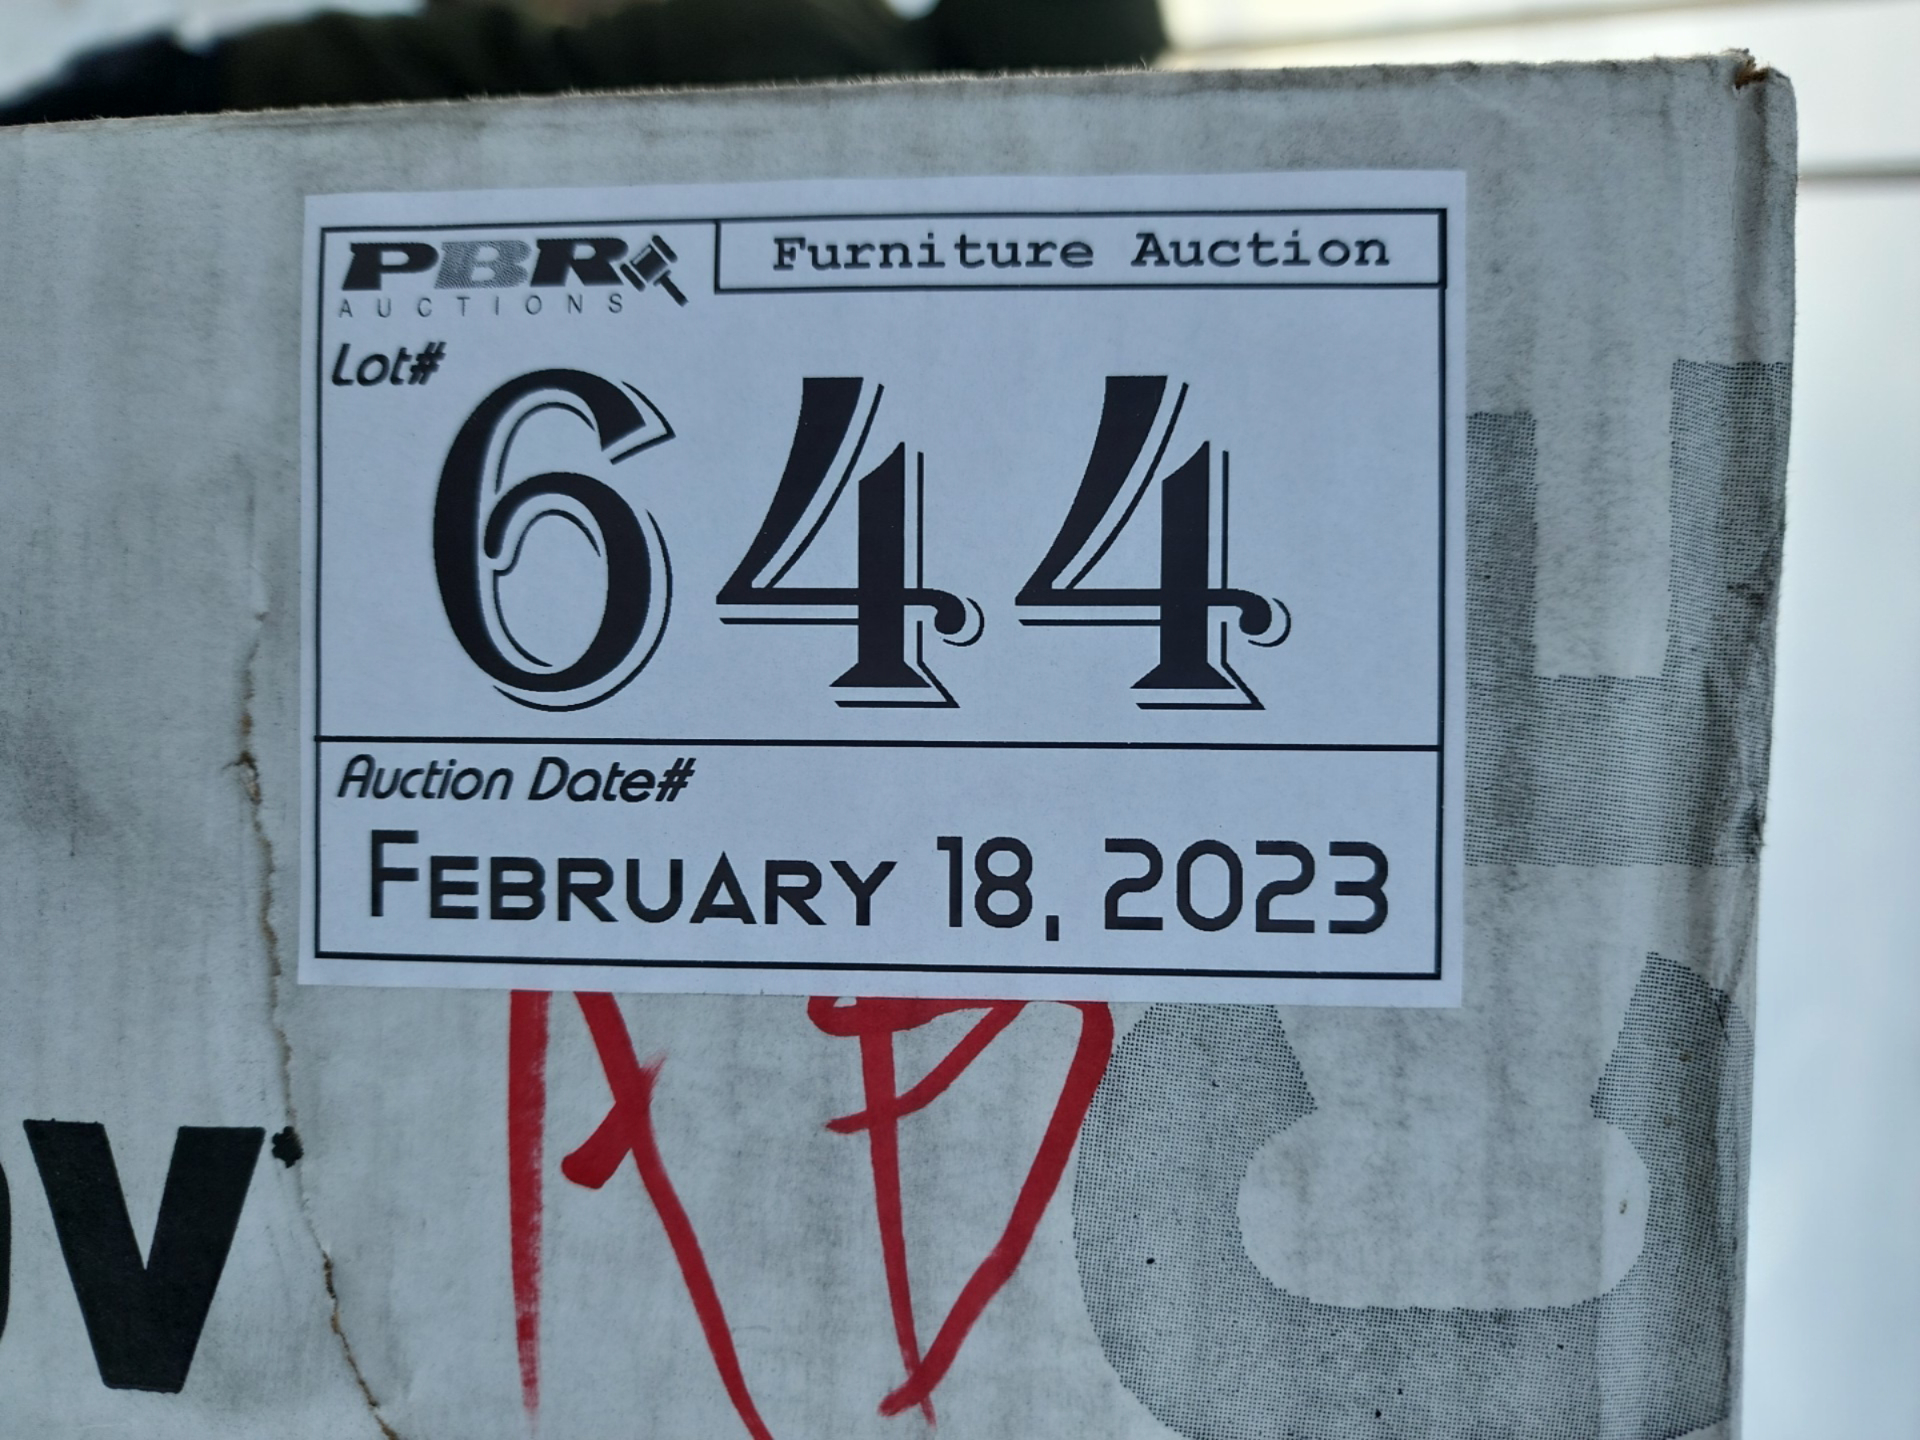 PBR
AUCTIONS
Furniture Auction
Lot#
644
Auction Date#
FEBRUARY 18, 2023